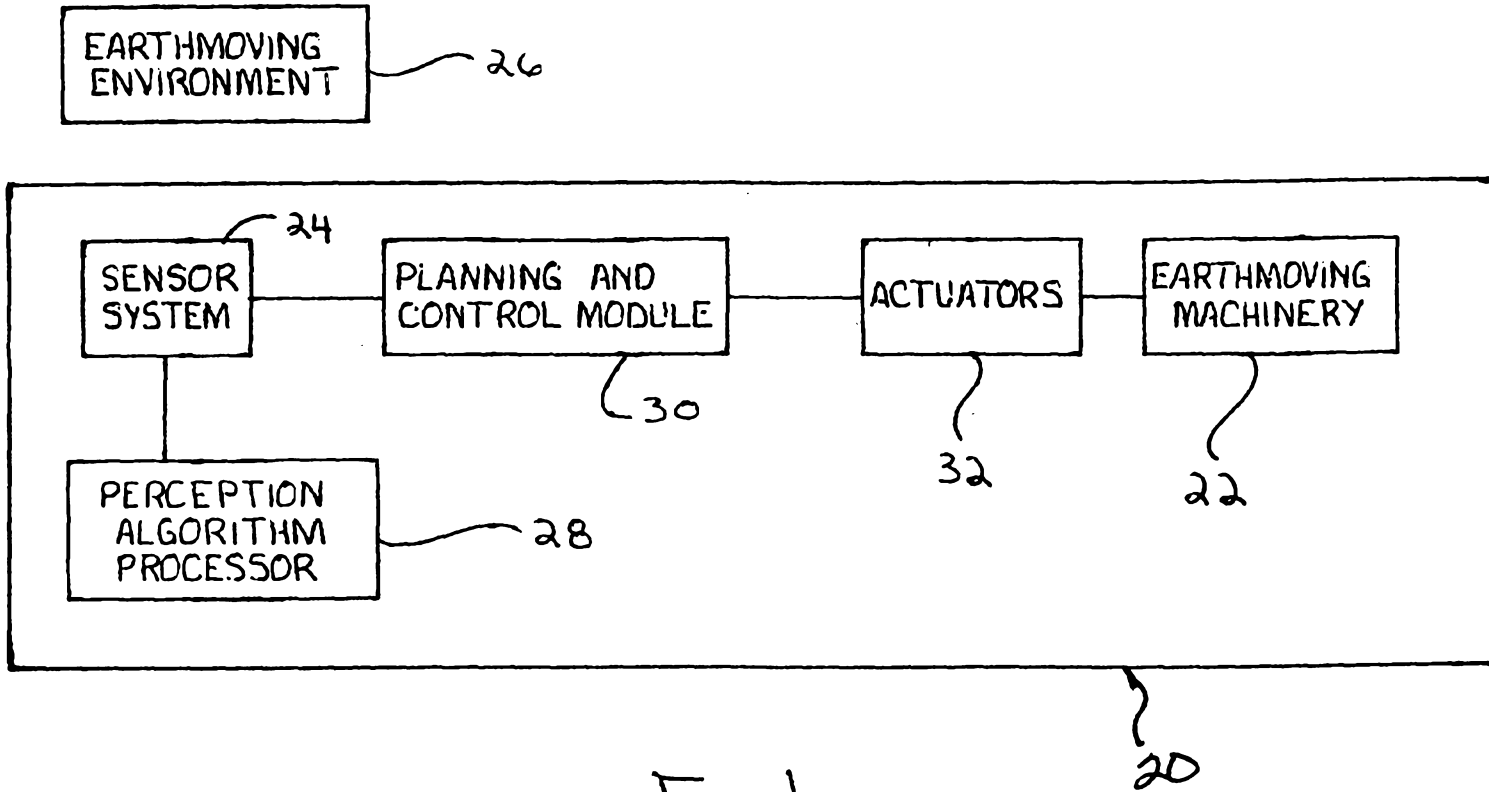 EARTHMOVING
ENVIRONMENT
26
24
SENSOR
SYSTEM
PLANNING AND
CONTROL MODULE
ACTUATORS
EARTHMOVING
MACHINERY
30
32
22
PERCEPTION
ALGORITHM
PROCESSOR
28
20